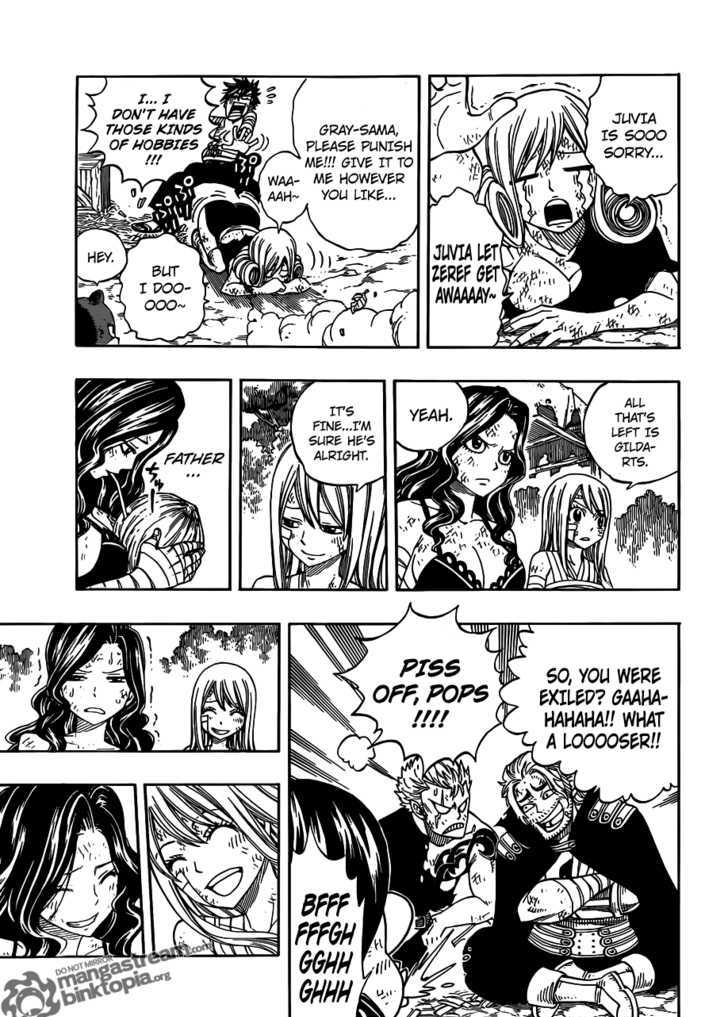 JUVIA
IS SOOO
SORRY...
JUVIA LET
ZEREF GET
AWAAAAY~
GRAY-SAMA,
PLEASE PUNISH
ME!!! GIVE IT TO
ME HOWEVER
YOU LIKE...
WAA-
AAH~
I... I
DON'T HAVE
THOSE KINDS
OF HOBBIES
!!!
HEY.
BUT
I DOO-
OOO~
ALL
THAT'S
LEFT IS
GILDA-
RTS.
YEAH.
IT'S
FINE...I'M
SURE HE'S
ALRIGHT.
FATHER
...
SO, YOU WERE
EXILED? GAAHA-
HAHAHA!! WHAT
A LOOOOSER!!
PISS
OFF, POPS
!!!!
BFFF
FFFGH
GGHH
GHHH
DO NOT MIRROR
mangastream.com
binktopia.org